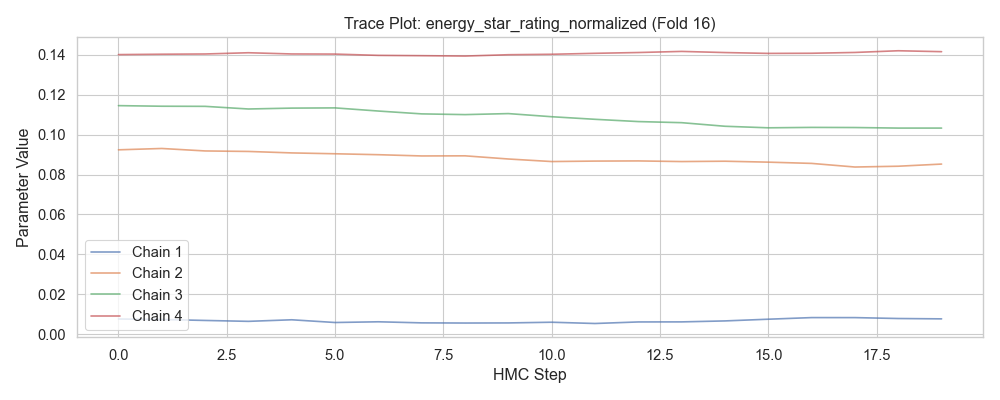 Trace Plot: energy_star_rating_normalized (Fold 16)
Parameter Value
0.14
0.12
0.10
0.08
0.06
0.04
0.02
0.00
Chain 1
Chain 2
Chain 3
Chain 4
0.0 2.5 5.0 7.5 10.0 12.5 15.0 17.5
HMC Step